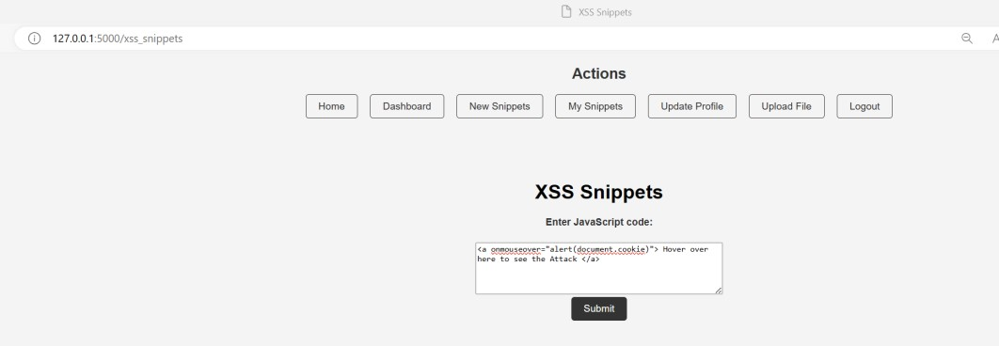 XSS Snippets
127.0.0.1:5000/xss_snippets
Actions
Home Dashboard New Snippets My Snippets Update Profile Upload File Logout
XSS Snippets
Enter JavaScript code:
<a onmouseover="alert(document.cookie)"> Hover over
here to see the Attack </a>
Submit